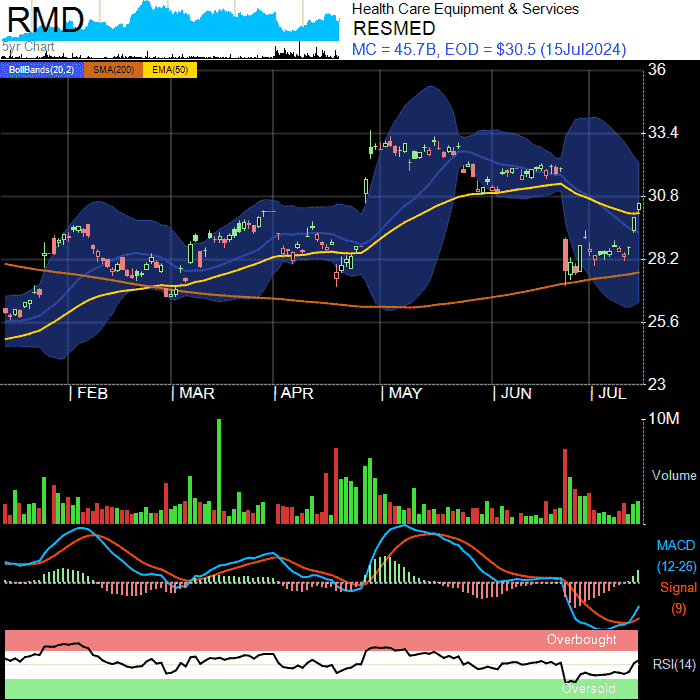 RMD
5yr Chart
Health Care Equipment & Services
RESMED
MC = 45.7B, EOD = $30.5 (15Jul2024)
BollBands(20,2) SMA(200) EMA(50)
36
33.4
30.8
28.2
25.6
23
| FEB | MAR | APR | MAY | JUN | JUL
10M
Volume
MACD
(12-26)
Signal
(9)
Overbought
RSI(14)
Oversold